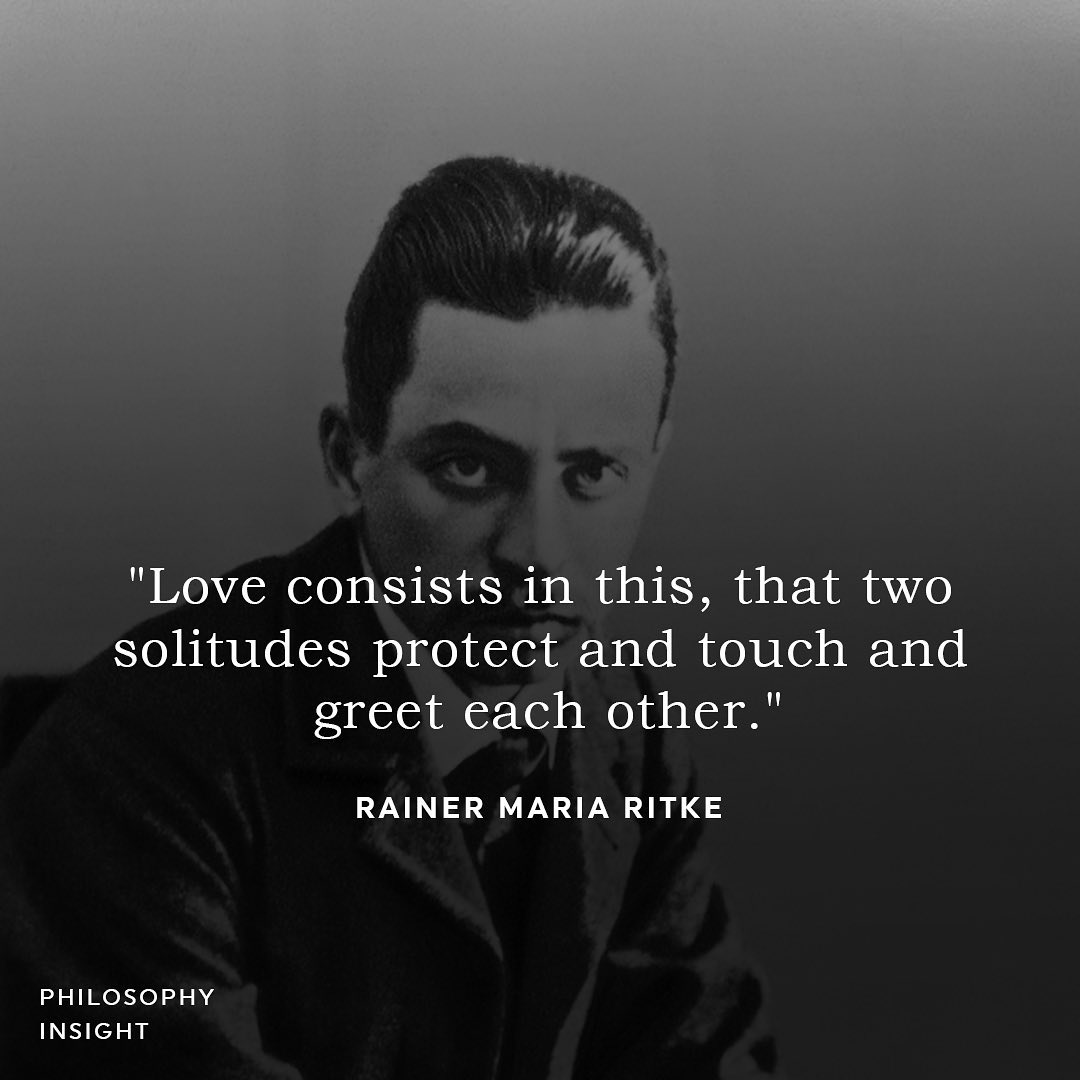 "Love consists in this, that two
solitudes protect and touch and
greet each other."
RAINER MARIA RITKE
PHILOSOPHY
INSIGHT